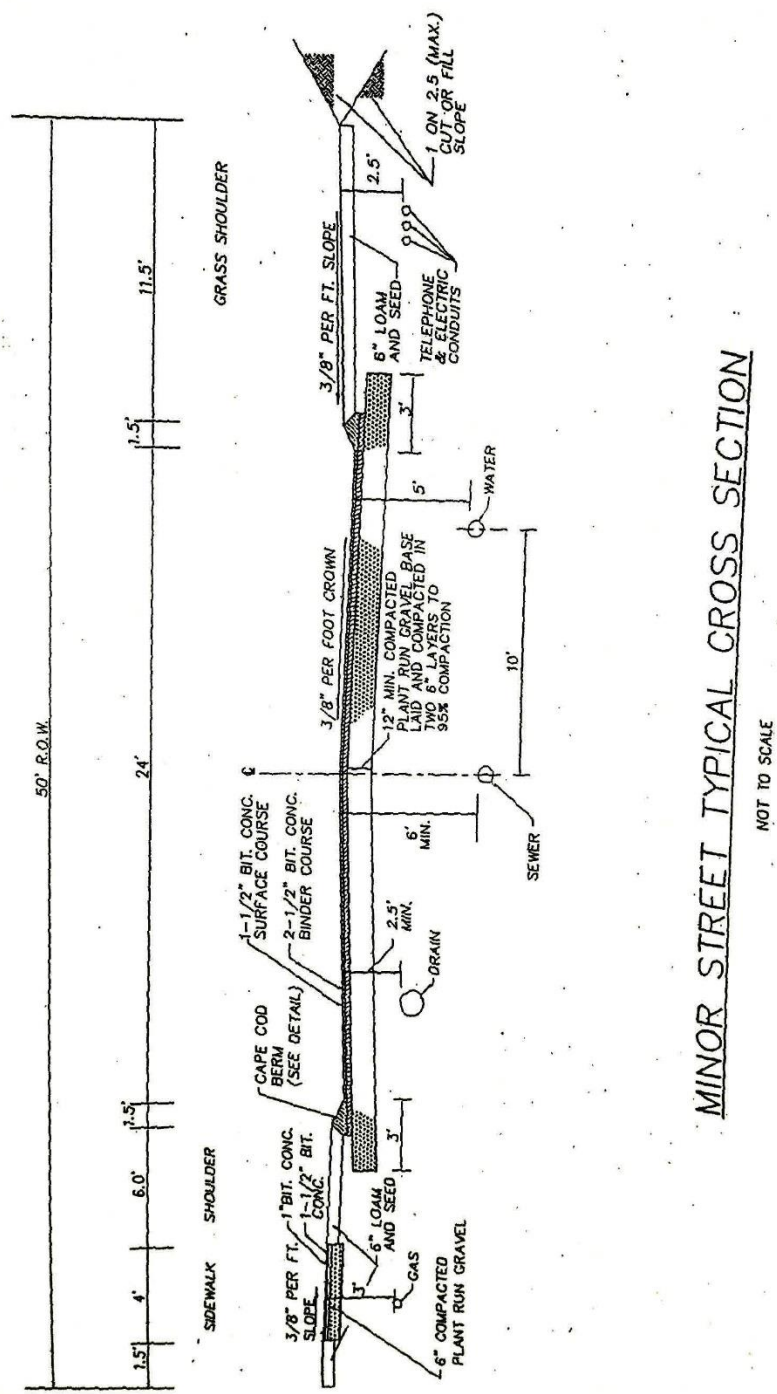 50' R.O.W.
1.5'
4'
6.0'
1.5'
24'
1.5'
11.5'
SIDEWALK
SHOULDER
GRASS SHOULDER
3/8" PER FT.
SLOPE
1" BIT. CONC.
1-1/2" BIT.
CONC.
CAPE COD
BERM
(SEE DETAIL)
1-1/2" BIT. CONC.
SURFACE COURSE
2-1/2" BIT. CONC.
BINDER COURSE
℄
3/8" PER FOOT CROWN
3/8" PER FT. SLOPE
6" LOAM
AND SEED
3'
GAS
6" COMPACTED
PLANT RUN GRAVEL
3'
2.5'
MIN.
DRAIN
6'
MIN.
SEWER
12" MIN. COMPACTED
PLANT RUN GRAVEL BASE
LAID AND COMPACTED IN
TWO 6" LAYERS TO
95% COMPACTION
10'
5'
WATER
3'
6" LOAM
AND SEED
TELEPHONE
& ELECTRIC
CONDUITS
2.5'
1 ON 2.5 (MAX.)
CUT OR FILL
SLOPE
MINOR STREET TYPICAL CROSS SECTION
NOT TO SCALE